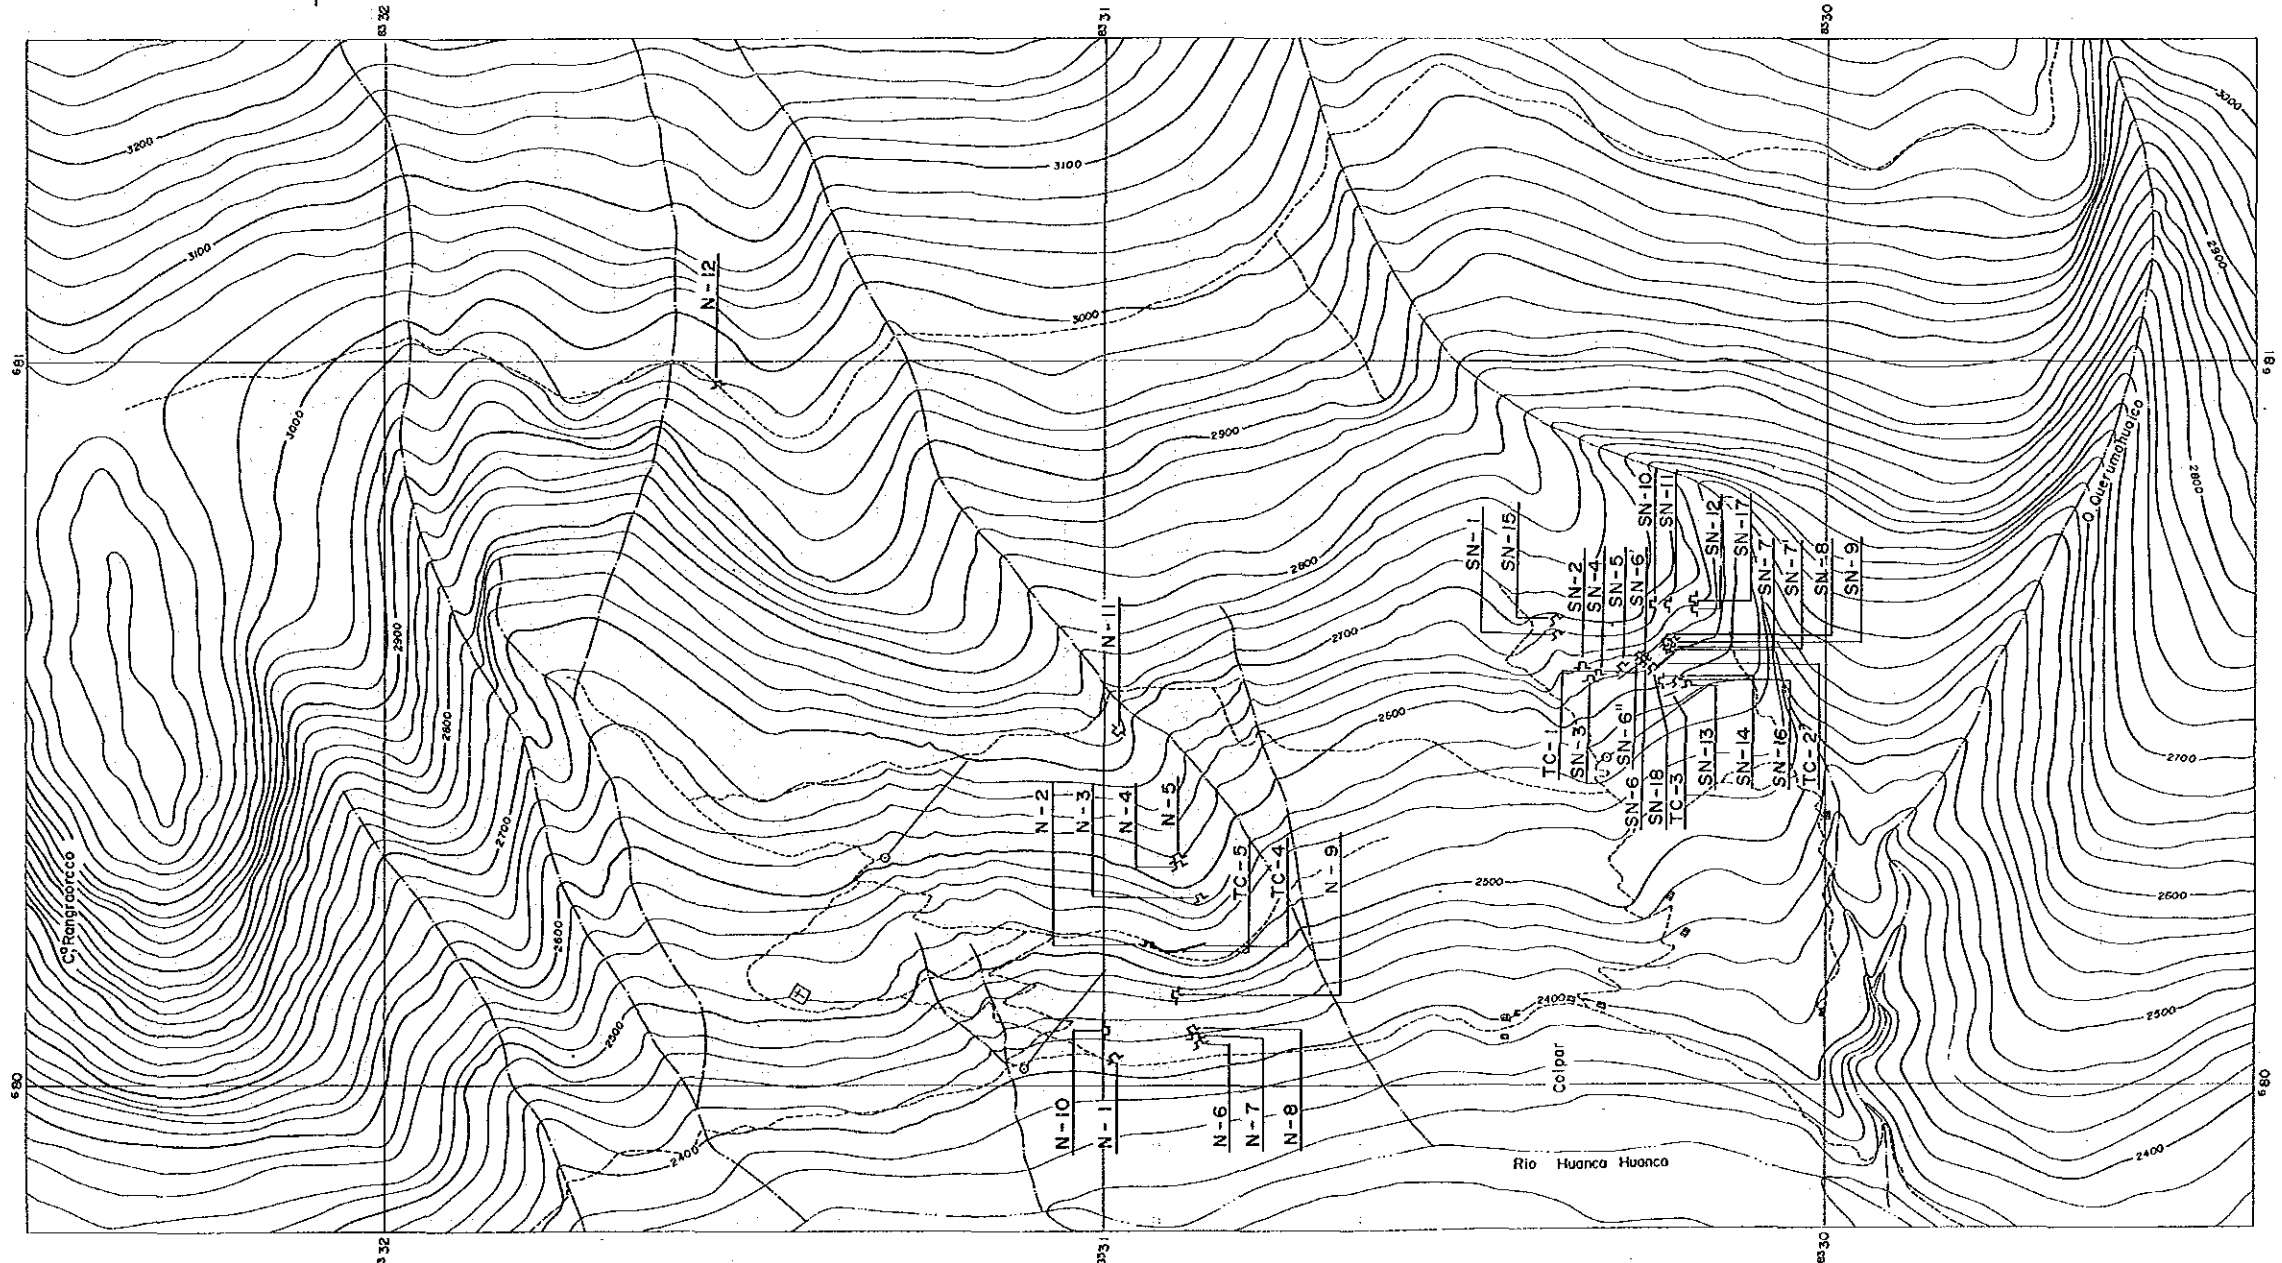 8332
8331
8330
3200
3100
3100
3000
3000
3000
2900
N-12
681
681
2900
2800
2800
2700
2700
2600
2600
2500
2500
2400
2900
2800
2700
2600
2500
2400
2400
Q Querumahuaico
SN-1
SN-15
SN-2
SN-4
SN-5
SN-6'
SN-10
SN-11
SN-12
SN-17
SN-7
SN-7'
SN-8
SN-9
N-11
TC-1
SN-3
SN-6"
SN-6
SN-18
TC-3
SN-13
SN-14
SN-16
TC-2
N-2
N-3
N-4
N-5
TC-5
TC-4
N-9
C° Rangraorco
N-10
N-1
N-6
N-7
N-8
Colpar
Rio Huanca Huanca
680
680
8332
8331
8330